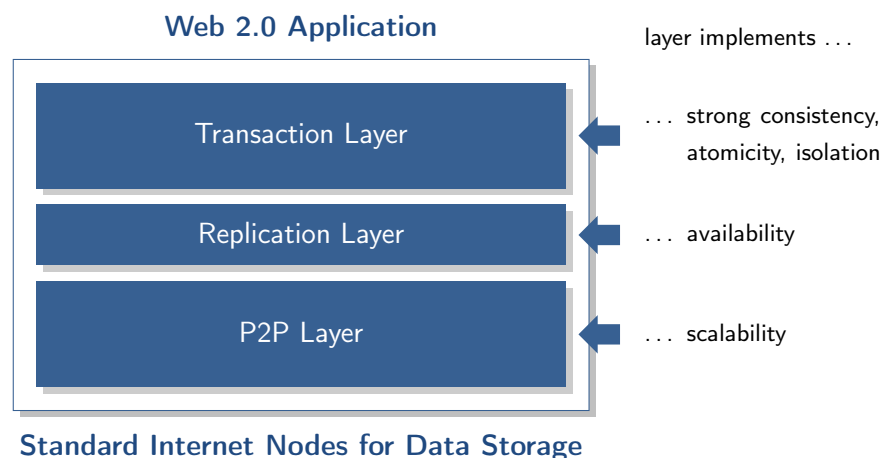 Web 2.0 Application
layer implements . . .
Transaction Layer
. . . strong consistency,
atomicity, isolation
Replication Layer
. . . availability
P2P Layer
. . . scalability
Standard Internet Nodes for Data Storage